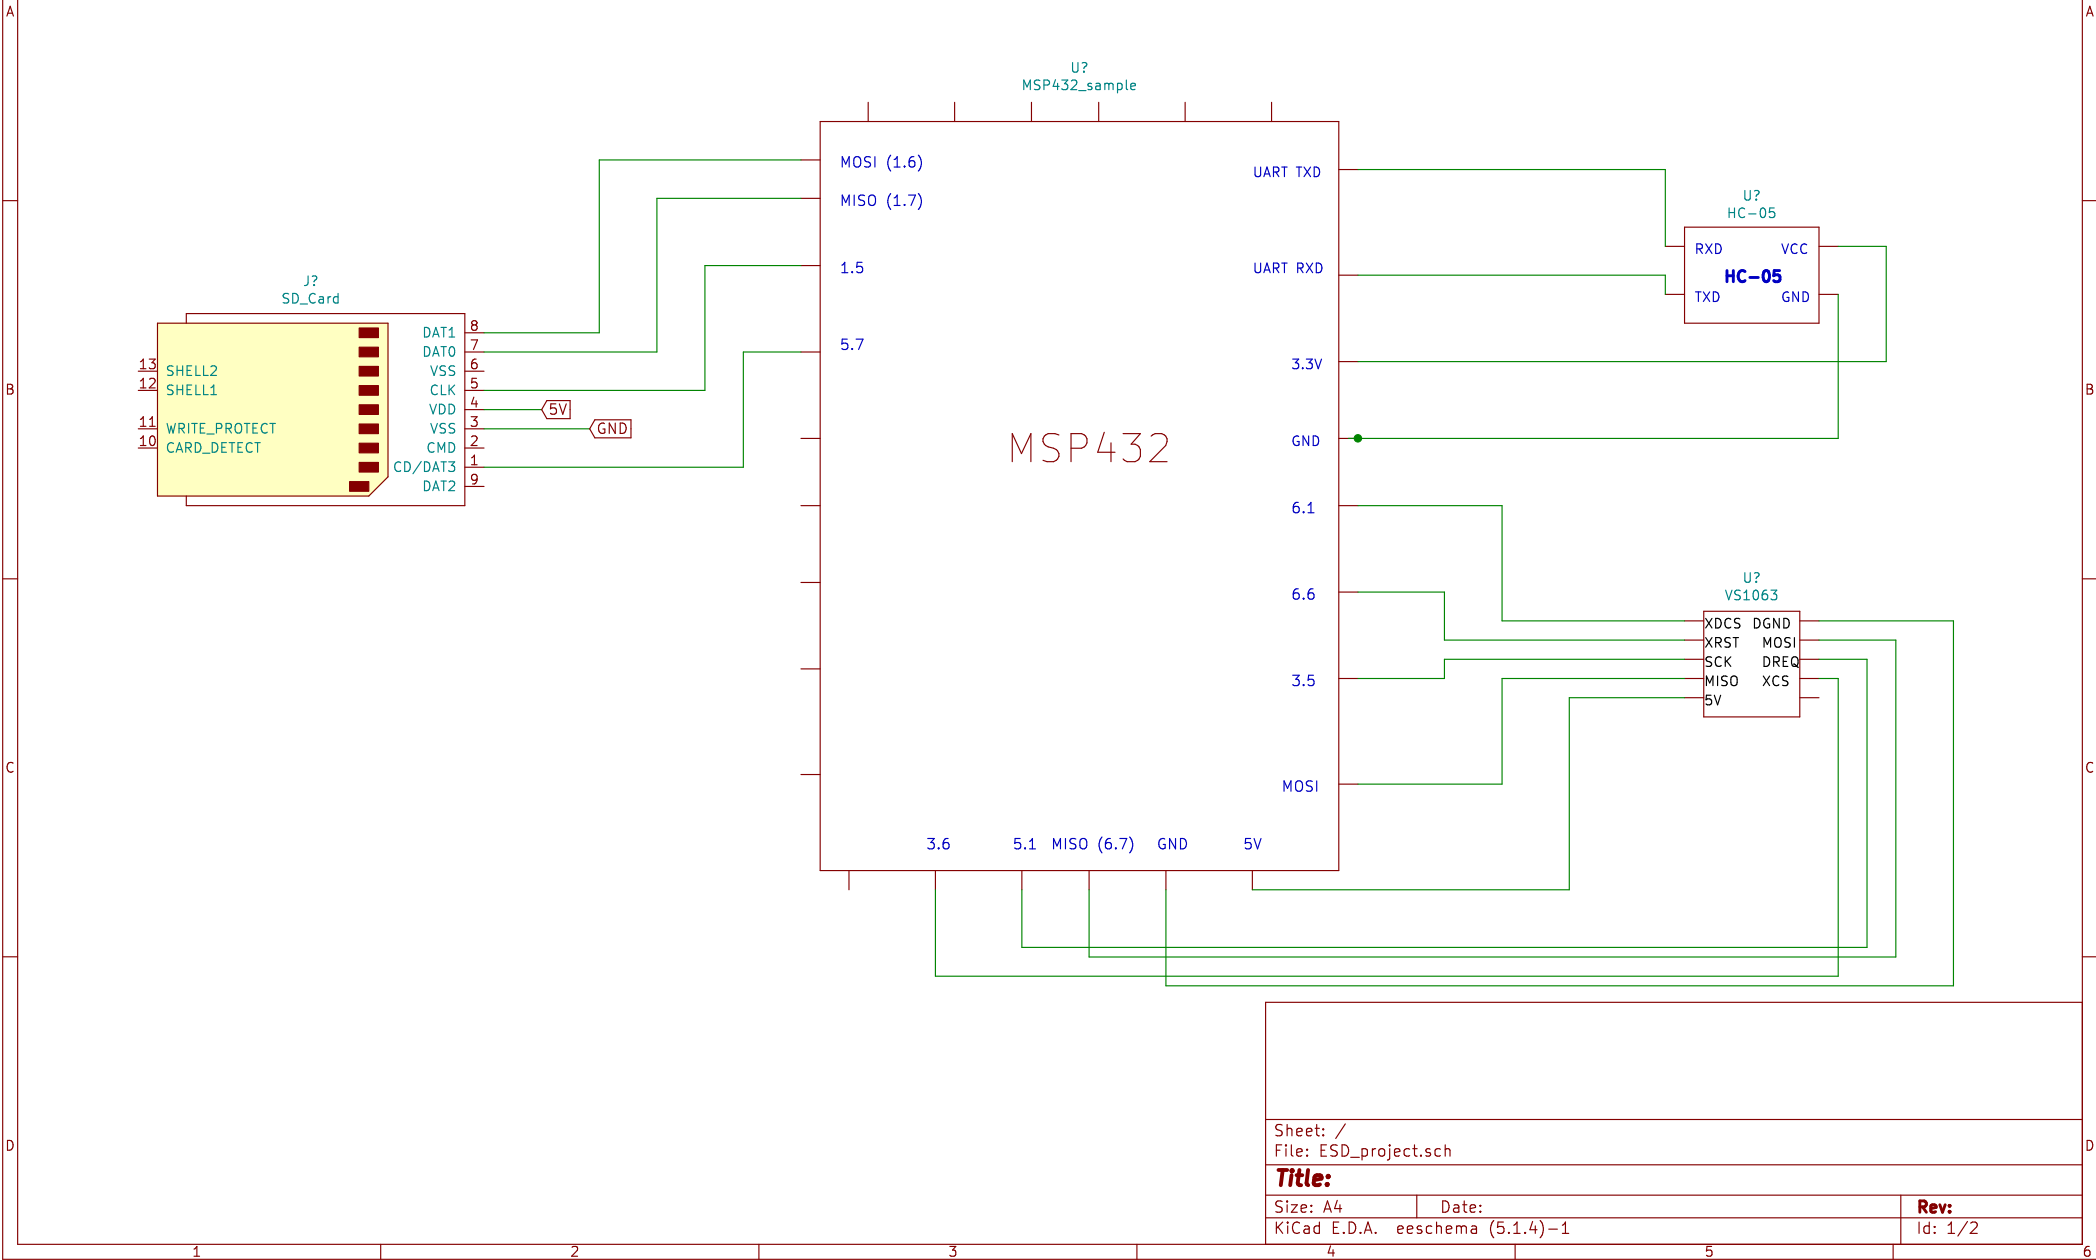 A
A
U?
MSP432_sample
MOSI (1.6)
MISO (1.7)
1.5
5.7
UART TXD
UART RXD
3.3V
GND
6.1
6.6
3.5
MOSI
MSP432
3.6
5.1
MISO (6.7)
GND
5V
U?
HC-05
RXD
VCC
HC-05
TXD
GND
J?
SD_Card
13
SHELL2
12
SHELL1
11
WRITE_PROTECT
10
CARD_DETECT
DAT1
8
DAT0
7
VSS
6
CLK
5
VDD
4
5V
VSS
3
GND
CMD
2
CD/DAT3
1
DAT2
9
B
B
U?
VS1063
XDCS
DGND
XRST
MOSI
SCK
DREQ
MISO
XCS
5V
C
C
Sheet: /
File: ESD_project.sch
Title:
Size: A4
Date:
Rev:
KiCad E.D.A. eeschema (5.1.4)-1
Id: 1/2
D
D
1
2
3
4
5
6